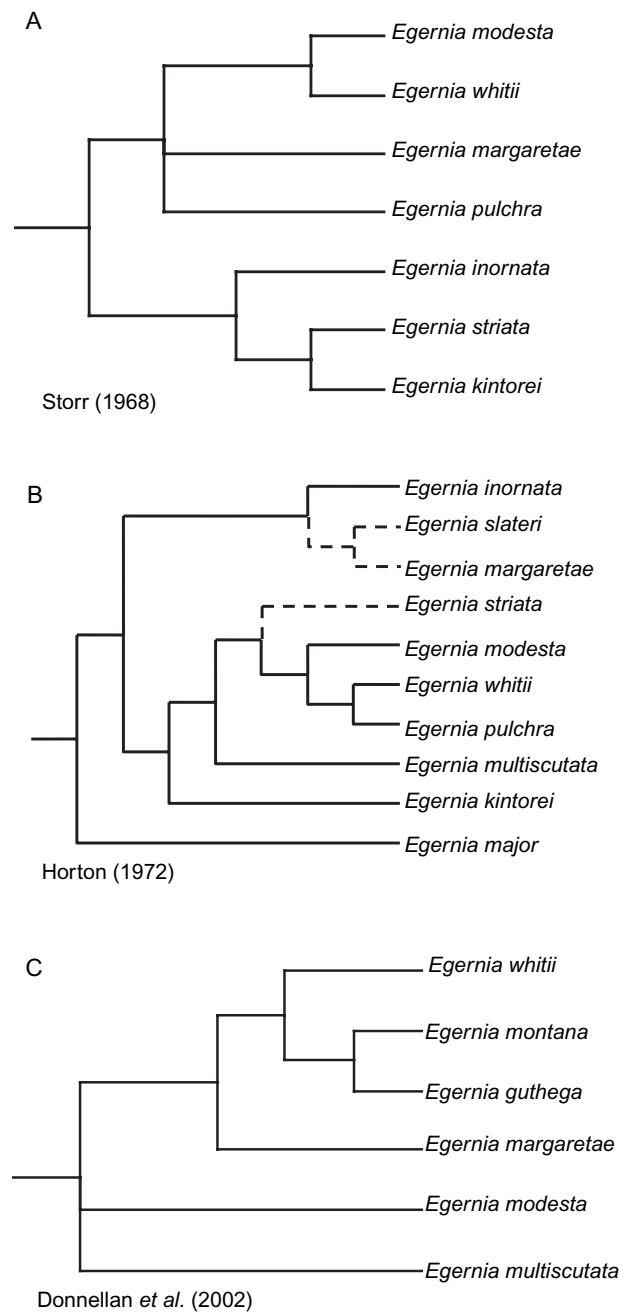 A
Egernia modesta
Egernia whitii
Egernia margaretae
Egernia pulchra
Egernia inornata
Egernia striata
Egernia kintorei
Storr (1968)
B
Egernia inornata
Egernia slateri
Egernia margaretae
Egernia striata
Egernia modesta
Egernia whitii
Egernia pulchra
Egernia multiscutata
Egernia kintorei
Egernia major
Horton (1972)
C
Egernia whitii
Egernia montana
Egernia guthega
Egernia margaretae
Egernia modesta
Egernia multiscutata
Donnellan et al. (2002)